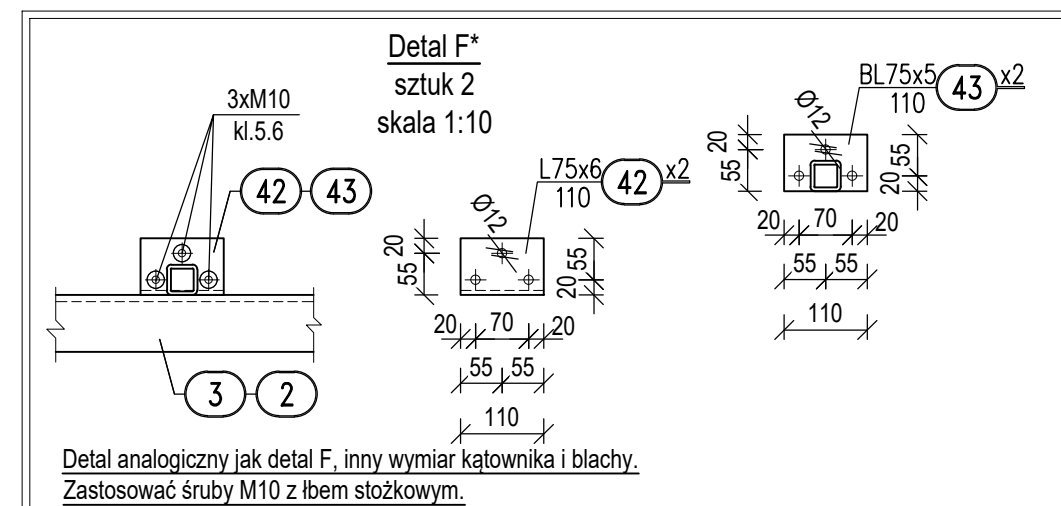 Detal F*
sztuk 2
skala 1:10
3xM10
kl.5.6
42 43
3 2
L75x6 42 x2
110
Ø12
20
55
55
20
20 70 20
55 55
110
BL75x5 43 x2
110
Ø12
20
55
55
20
20 70 20
55 55
110
Detal analogiczny jak detal F, inny wymiar kątownika i blachy.
Zastosować śruby M10 z łbem stożkowym.